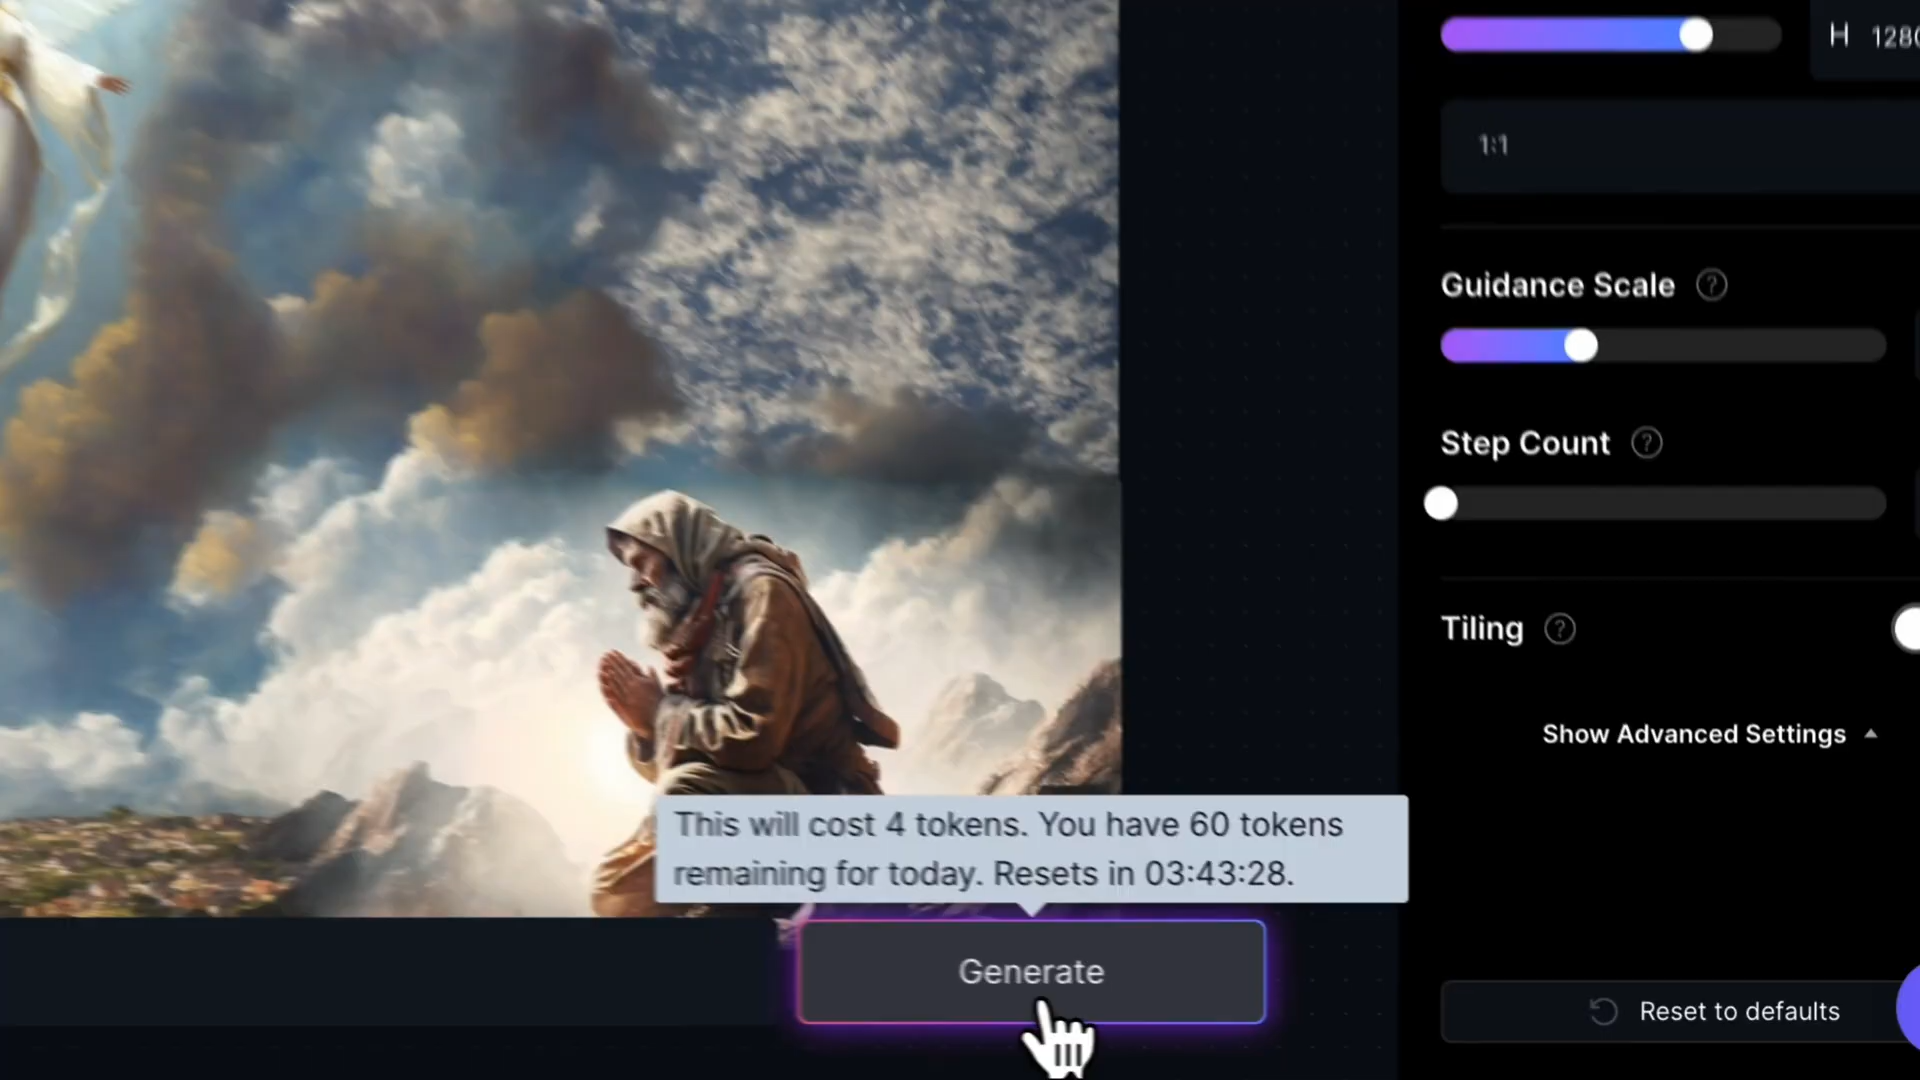 H 1280
1:1
Guidance Scale ?
Step Count ?
Tiling ?
Show Advanced Settings
This will cost 4 tokens. You have 60 tokens
remaining for today. Resets in 03:43:28.
Generate
Reset to defaults